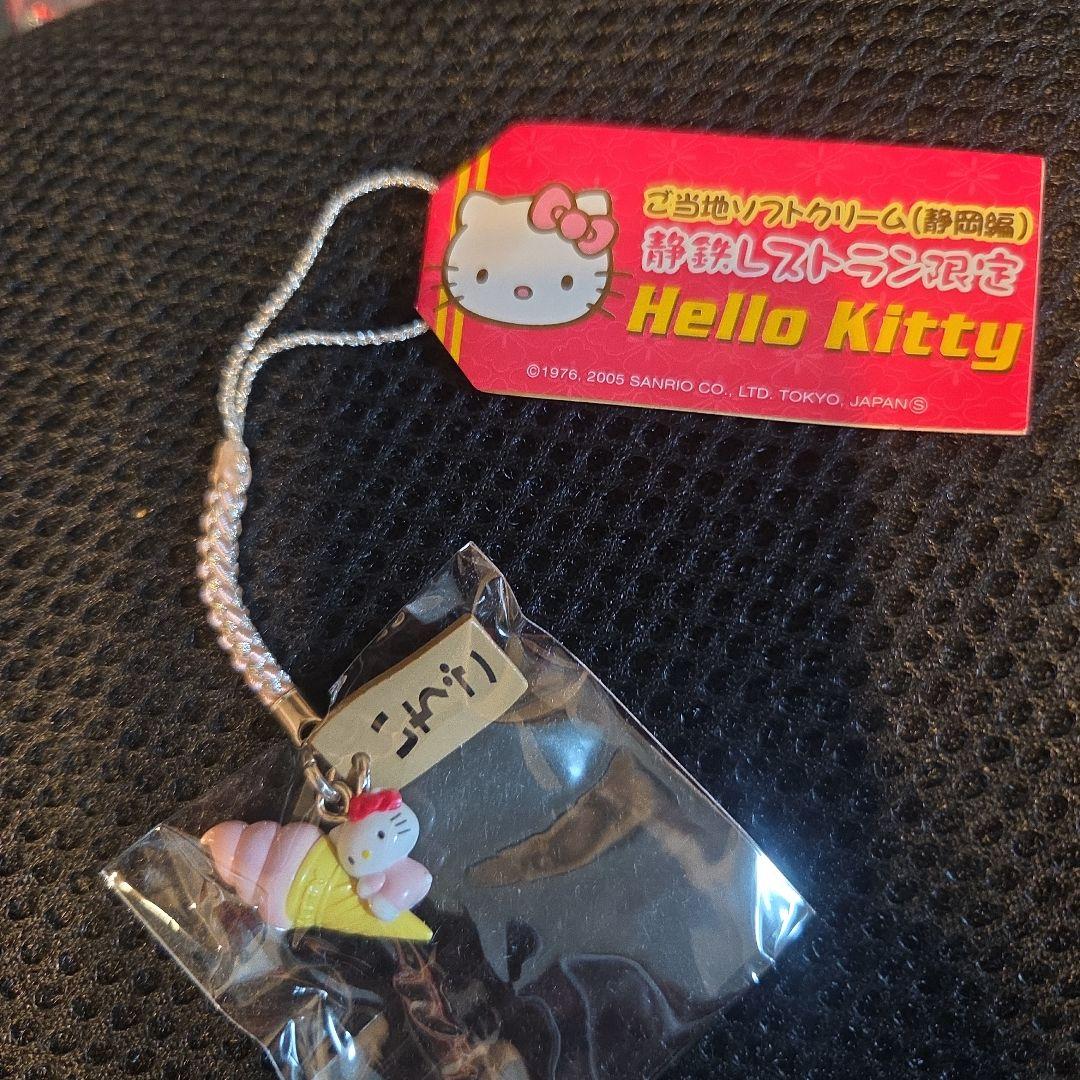 ご当地ソフトクリーム(静岡編)
静鉄レストラン限定
Hello Kitty
©1976, 2005 SANRIO CO., LTD. TOKYO, JAPANⓈ